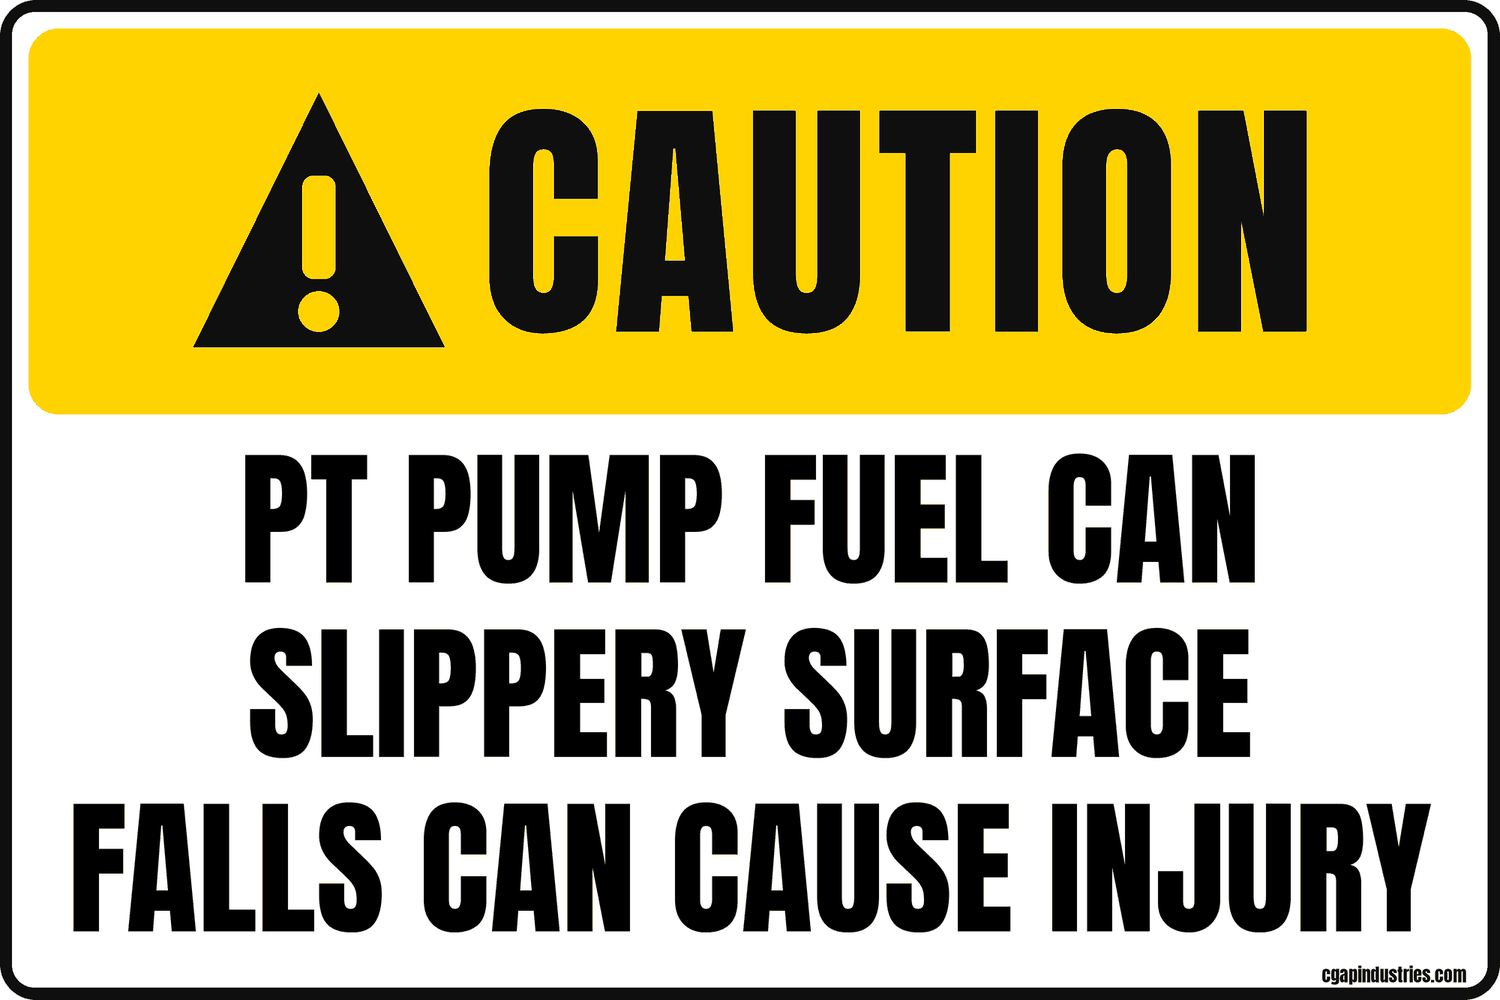 CAUTION
PT PUMP FUEL CAN
SLIPPERY SURFACE
FALLS CAN CAUSE INJURY
cgapindustries.com